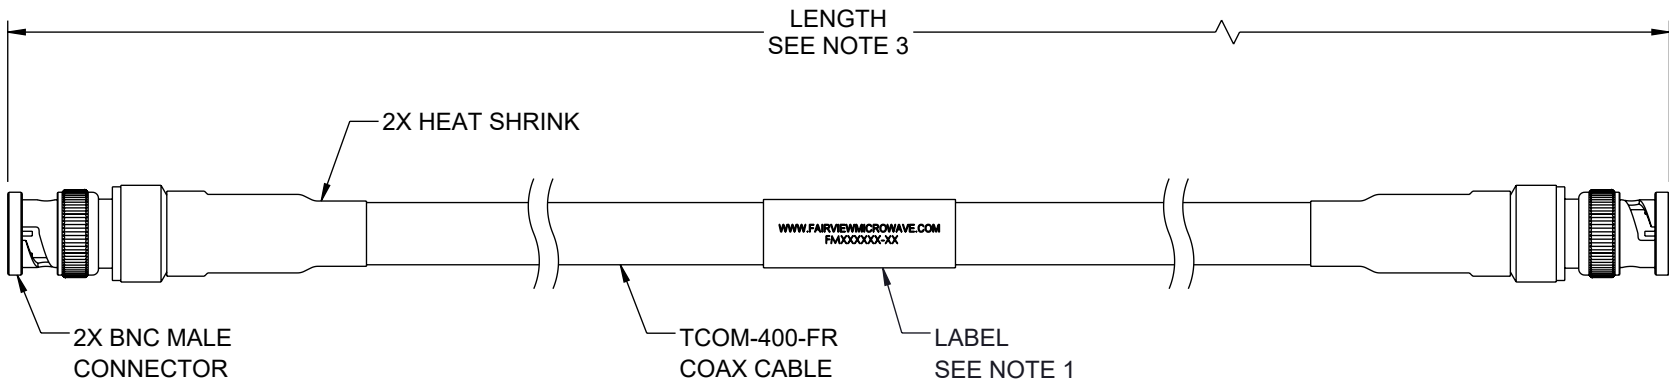 LENGTH
SEE NOTE 3
2X HEAT SHRINK
WWW.FAIRVIEWMICROWAVE.COM
FMXXXXXX-XX
2X BNC MALE
CONNECTOR
TCOM-400-FR
COAX CABLE
LABEL
SEE NOTE 1